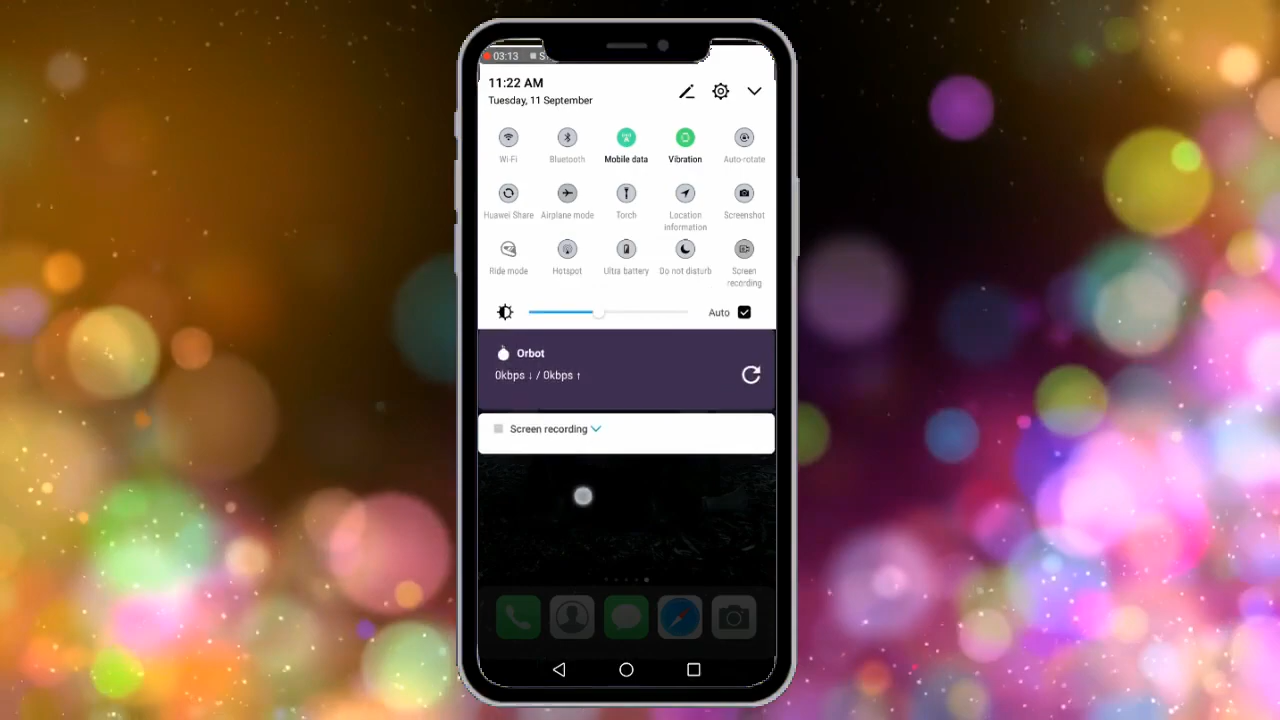 03:13
11:22 AM
Tuesday, 11 September
Wi-Fi Bluetooth Mobile data Vibration Auto-rotate
Huawei Share Airplane mode Torch Location information Screenshot
Ride mode Hotspot Ultra battery Do not disturb Screen recording
Auto
Orbot
0kbps ↓ / 0kbps ↑
Screen recording